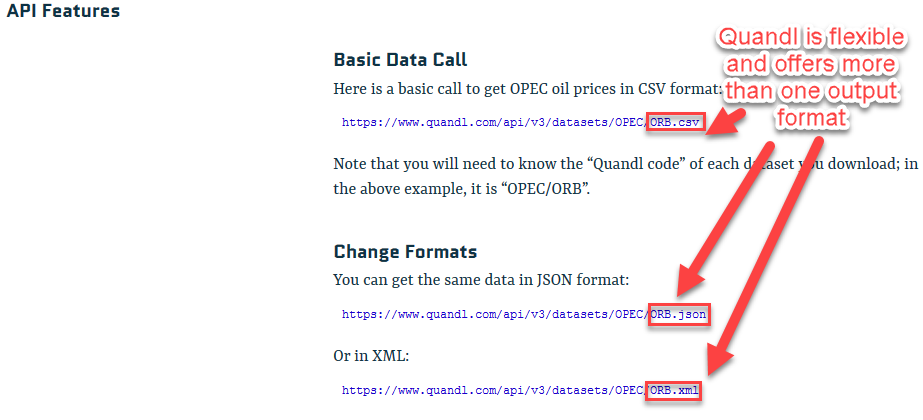 API Features
Quandl is flexible
and offers more
than one output
format
Basic Data Call
Here is a basic call to get OPEC oil prices in CSV format:
https://www.quandl.com/api/v3/datasets/OPEC/ORB.csv
Note that you will need to know the “Quandl code” of each dataset you download; in
the above example, it is “OPEC/ORB”.
Change Formats
You can get the same data in JSON format:
https://www.quandl.com/api/v3/datasets/OPEC/ORB.json
Or in XML:
https://www.quandl.com/api/v3/datasets/OPEC/ORB.xml